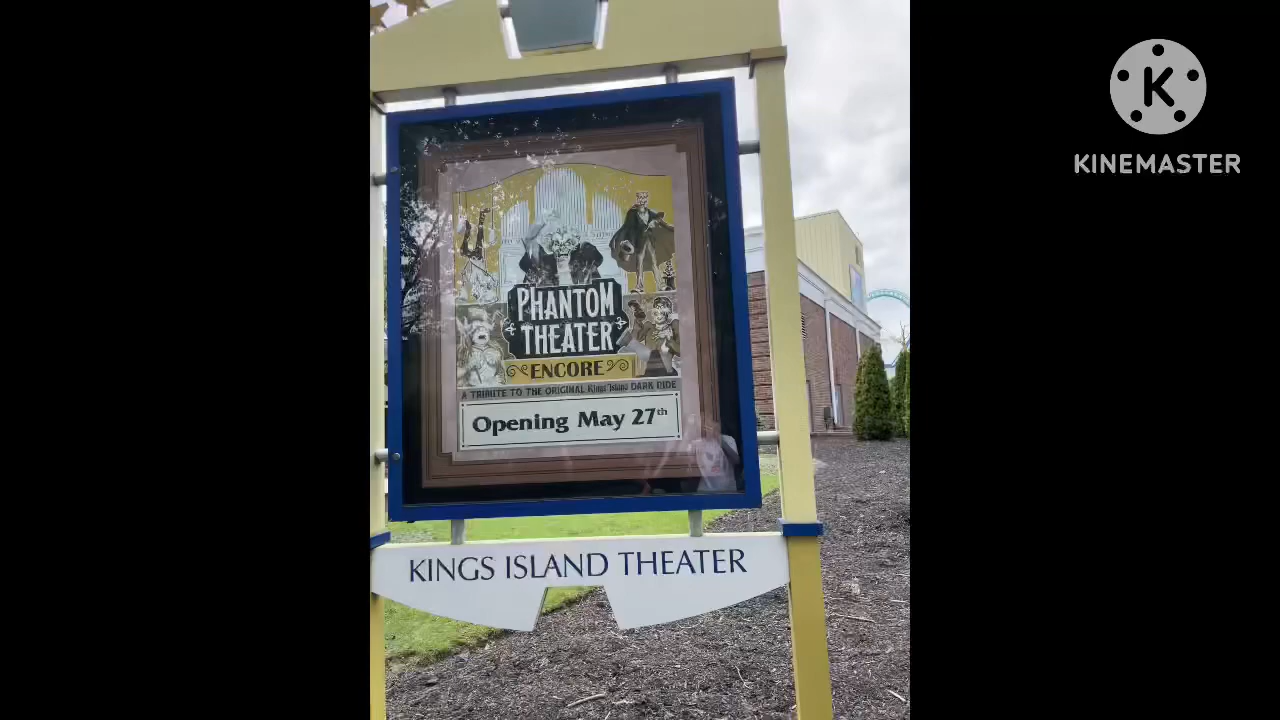 K
KINEMASTER
PHANTOM
THEATER
ENCORE
A TRIBUTE TO THE ORIGINAL Kings Island DARK RIDE
Opening May 27th
KINGS ISLAND THEATER